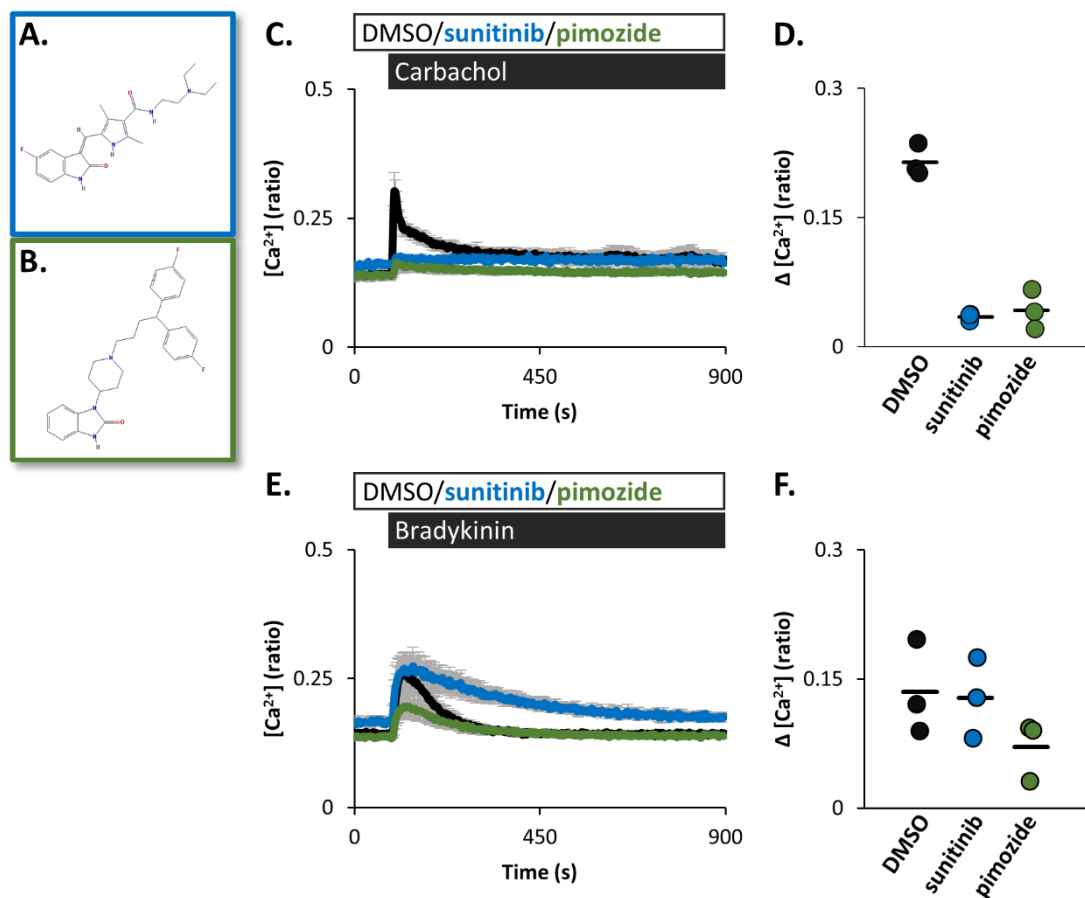 A.
F
H
O
N
H
N
H
O
N
H
N
B.
F
F
N
N
O
N
H
C.
DMSO/sunitinib/pimozide
Carbachol
[Ca²⁺] (ratio)
0.5
0.25
0
0
450
900
Time (s)
D.
Δ [Ca²⁺] (ratio)
0.3
0.15
0
DMSO
sunitinib
pimozide
E.
DMSO/sunitinib/pimozide
Bradykinin
[Ca²⁺] (ratio)
0.5
0.25
0
0
450
900
Time (s)
F.
Δ [Ca²⁺] (ratio)
0.3
0.15
0
DMSO
sunitinib
pimozide